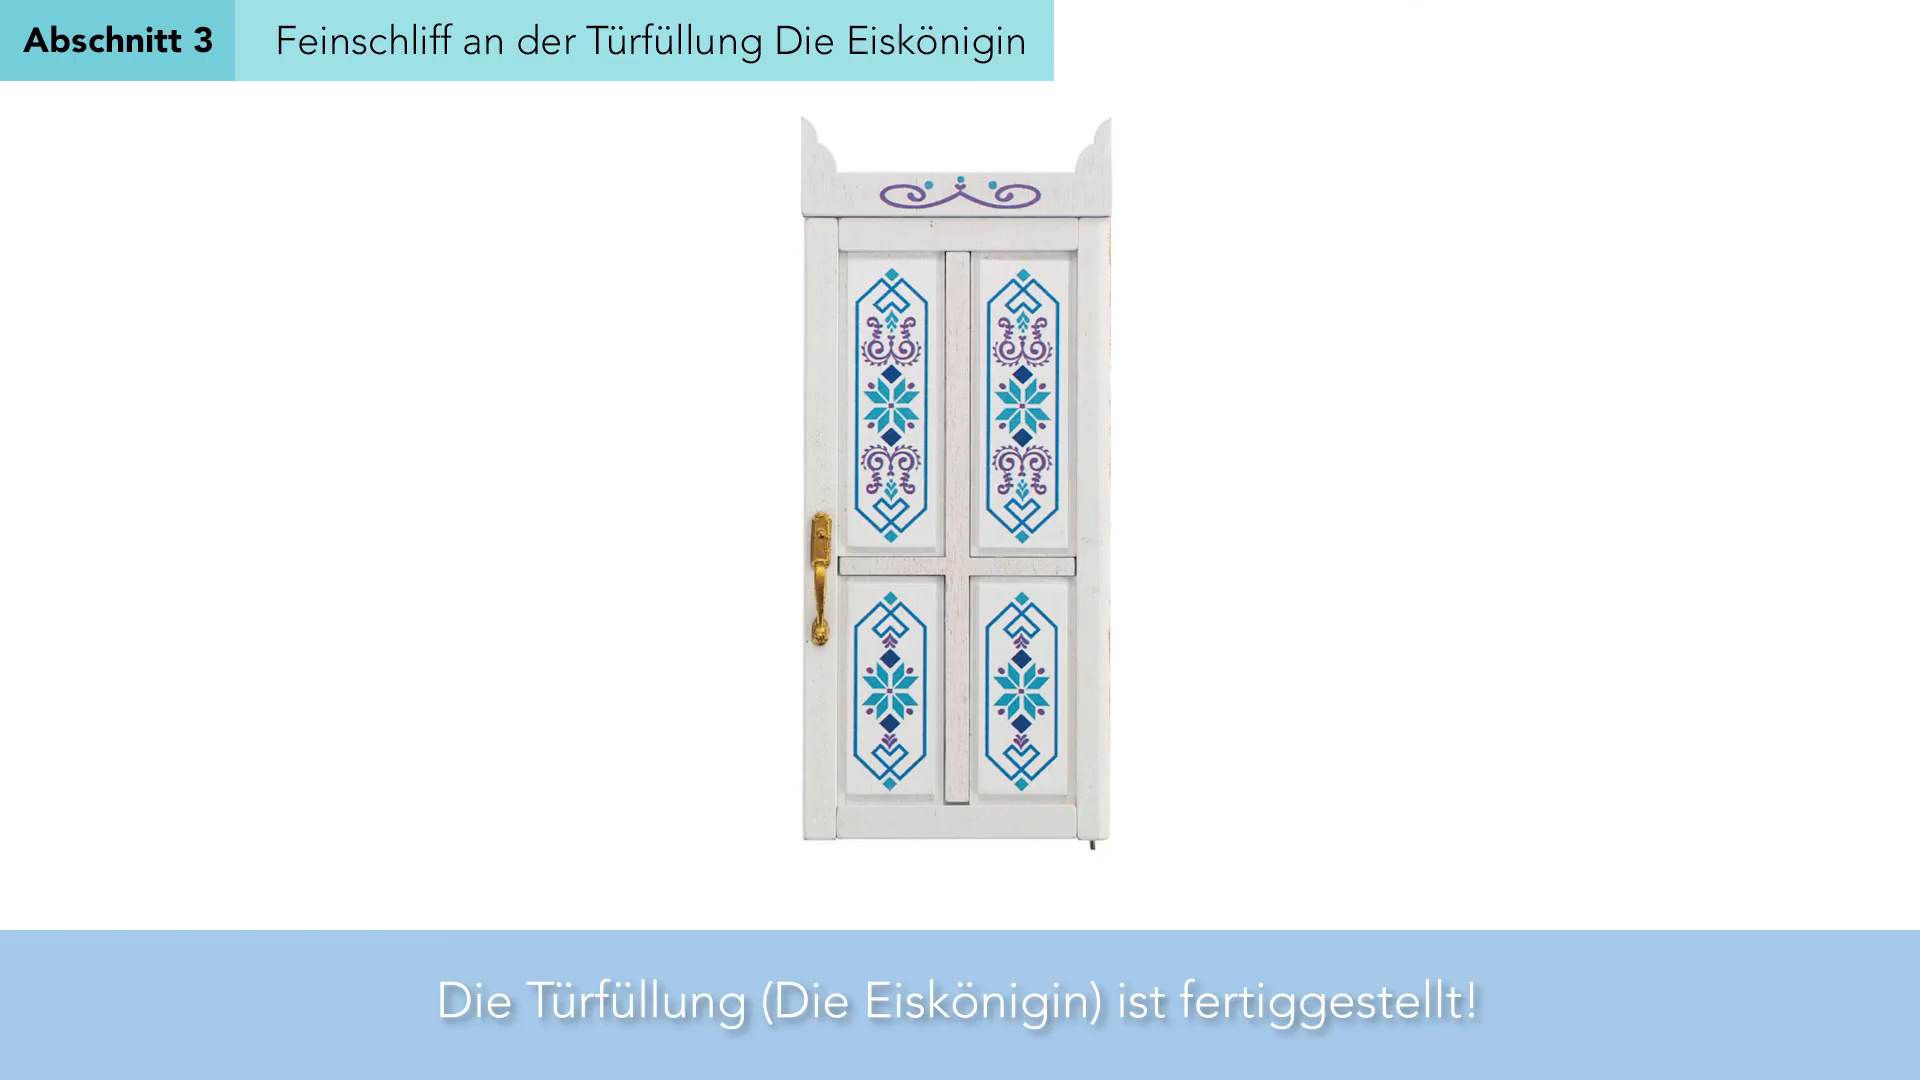 Abschnitt 3
Feinschliff an der Türfüllung Die Eiskönigin
Die Türfüllung (Die Eiskönigin) ist fertiggestellt!